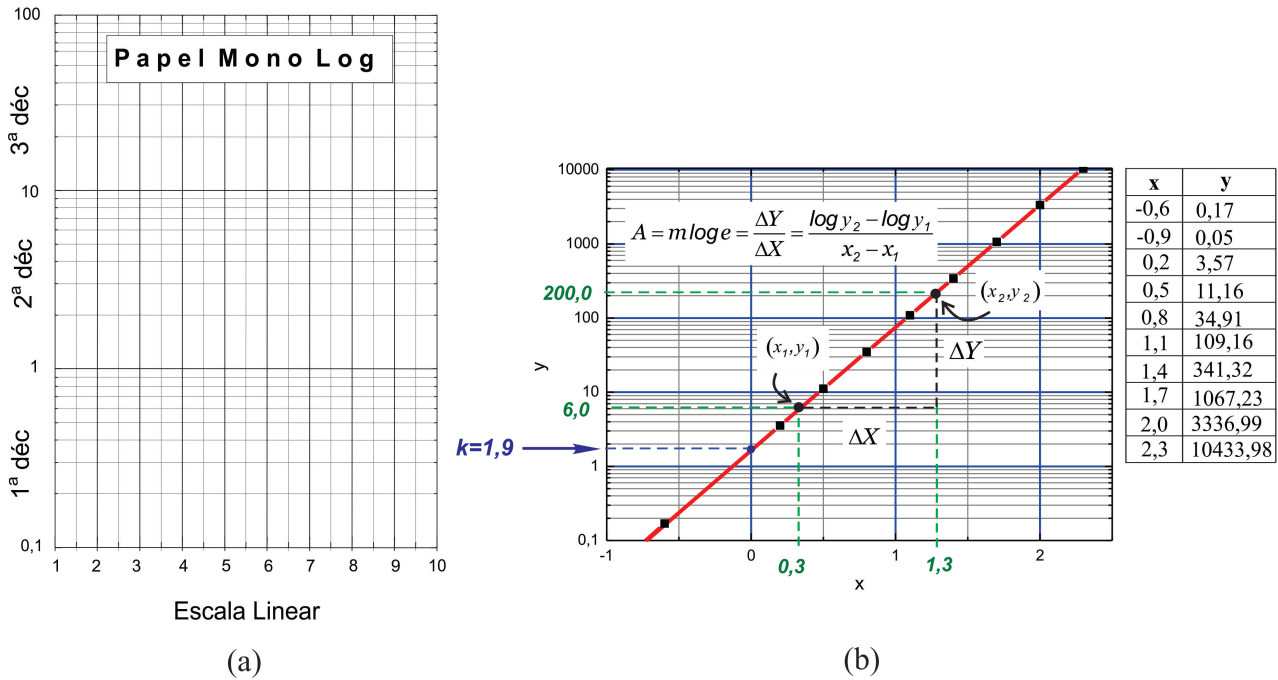 100
Papel Mono Log
3ª déc
10
2ª déc
1
1ª déc
0,1
1 2 3 4 5 6 7 8 9 10
Escala Linear
(a)
10000
1000
100
10
1
0,1
y
A = m log e = ΔY/ΔX = (log y₂ − log y₁)/(x₂ − x₁)
200,0
(x₂,y₂)
(x₁,y₁)
ΔY
6,0
ΔX
k=1,9
-1 0 1 2
0,3 1,3
x
(b)
x y
-0,6 0,17
-0,9 0,05
0,2 3,57
0,5 11,16
0,8 34,91
1,1 109,16
1,4 341,32
1,7 1067,23
2,0 3336,99
2,3 10433,98